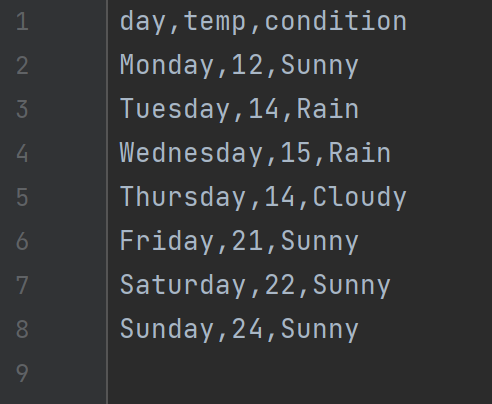 1 day,temp,condition
2 Monday,12,Sunny
3 Tuesday,14,Rain
4 Wednesday,15,Rain
5 Thursday,14,Cloudy
6 Friday,21,Sunny
7 Saturday,22,Sunny
8 Sunday,24,Sunny
9